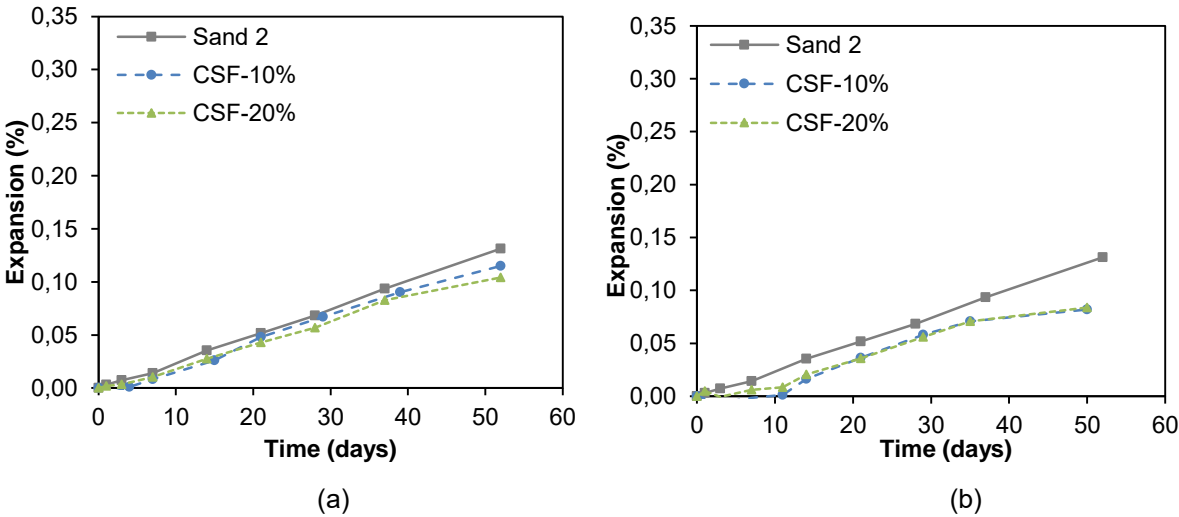 0,35
0,30
0,25
0,20
0,15
0,10
0,05
0,00
Expansion (%)
Sand 2
CSF-10%
CSF-20%
0 10 20 30 40 50 60
Time (days)
(a)
0,35
0,30
0,25
0,20
0,15
0,10
0,05
0,00
Expansion (%)
Sand 2
CSF-10%
CSF-20%
0 10 20 30 40 50 60
Time (days)
(b)